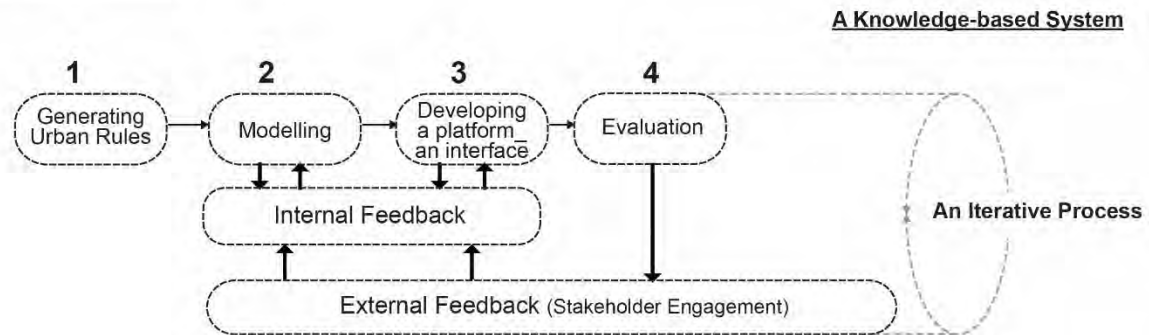 A Knowledge-based System
1
2
3
4
Generating
Urban Rules
Modelling
Developing
a platform_
an interface
Evaluation
Internal Feedback
An Iterative Process
External Feedback (Stakeholder Engagement)